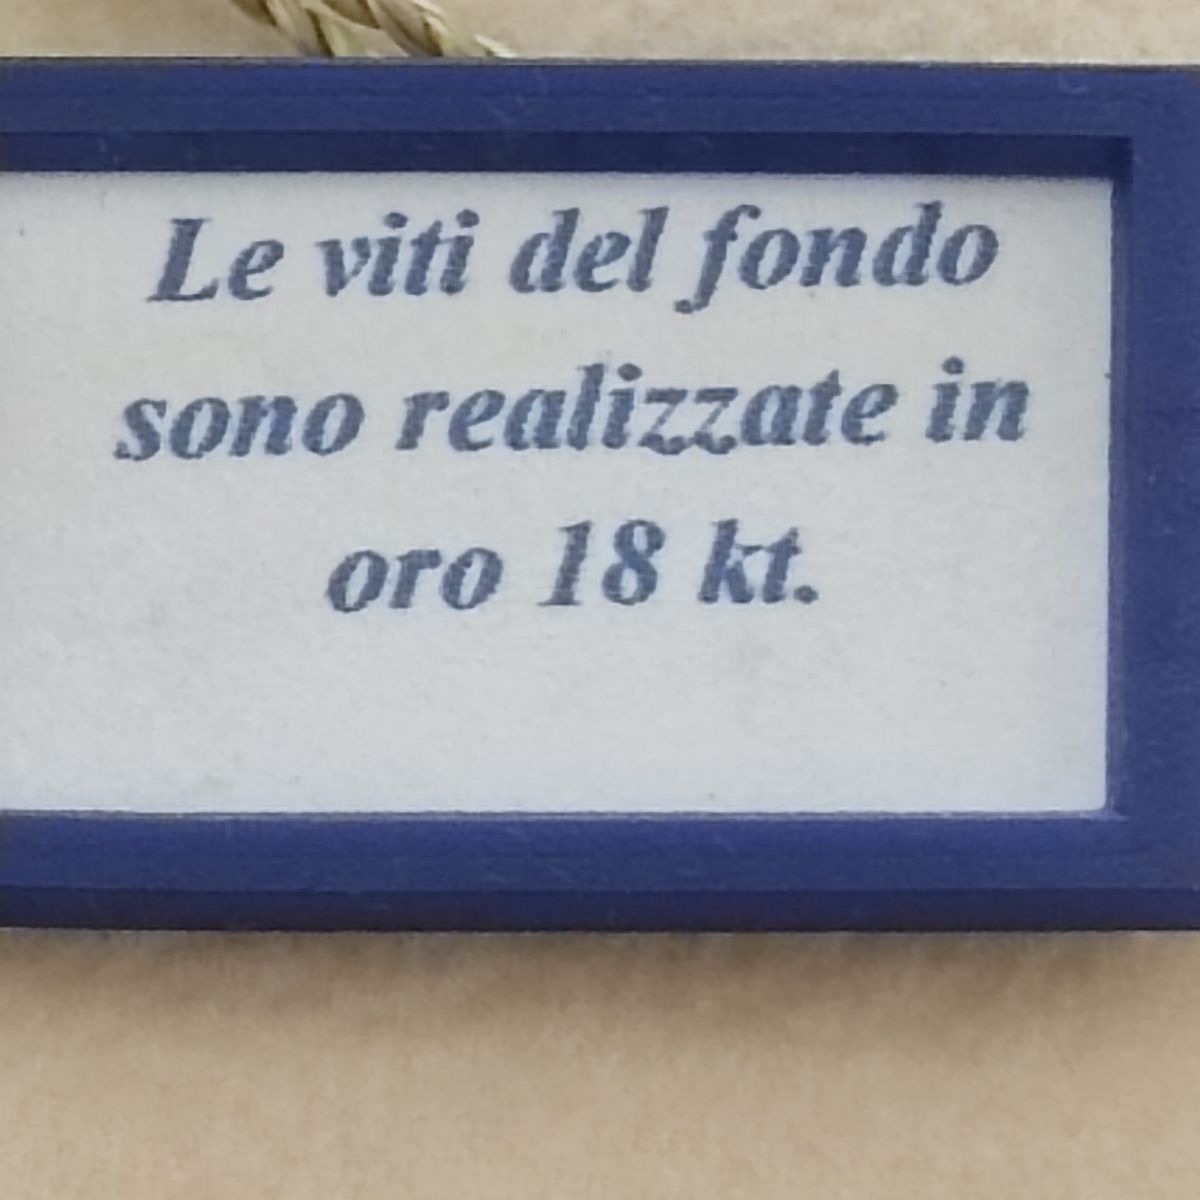 Le viti del fondo
sono realizzate in
oro 18 kt.